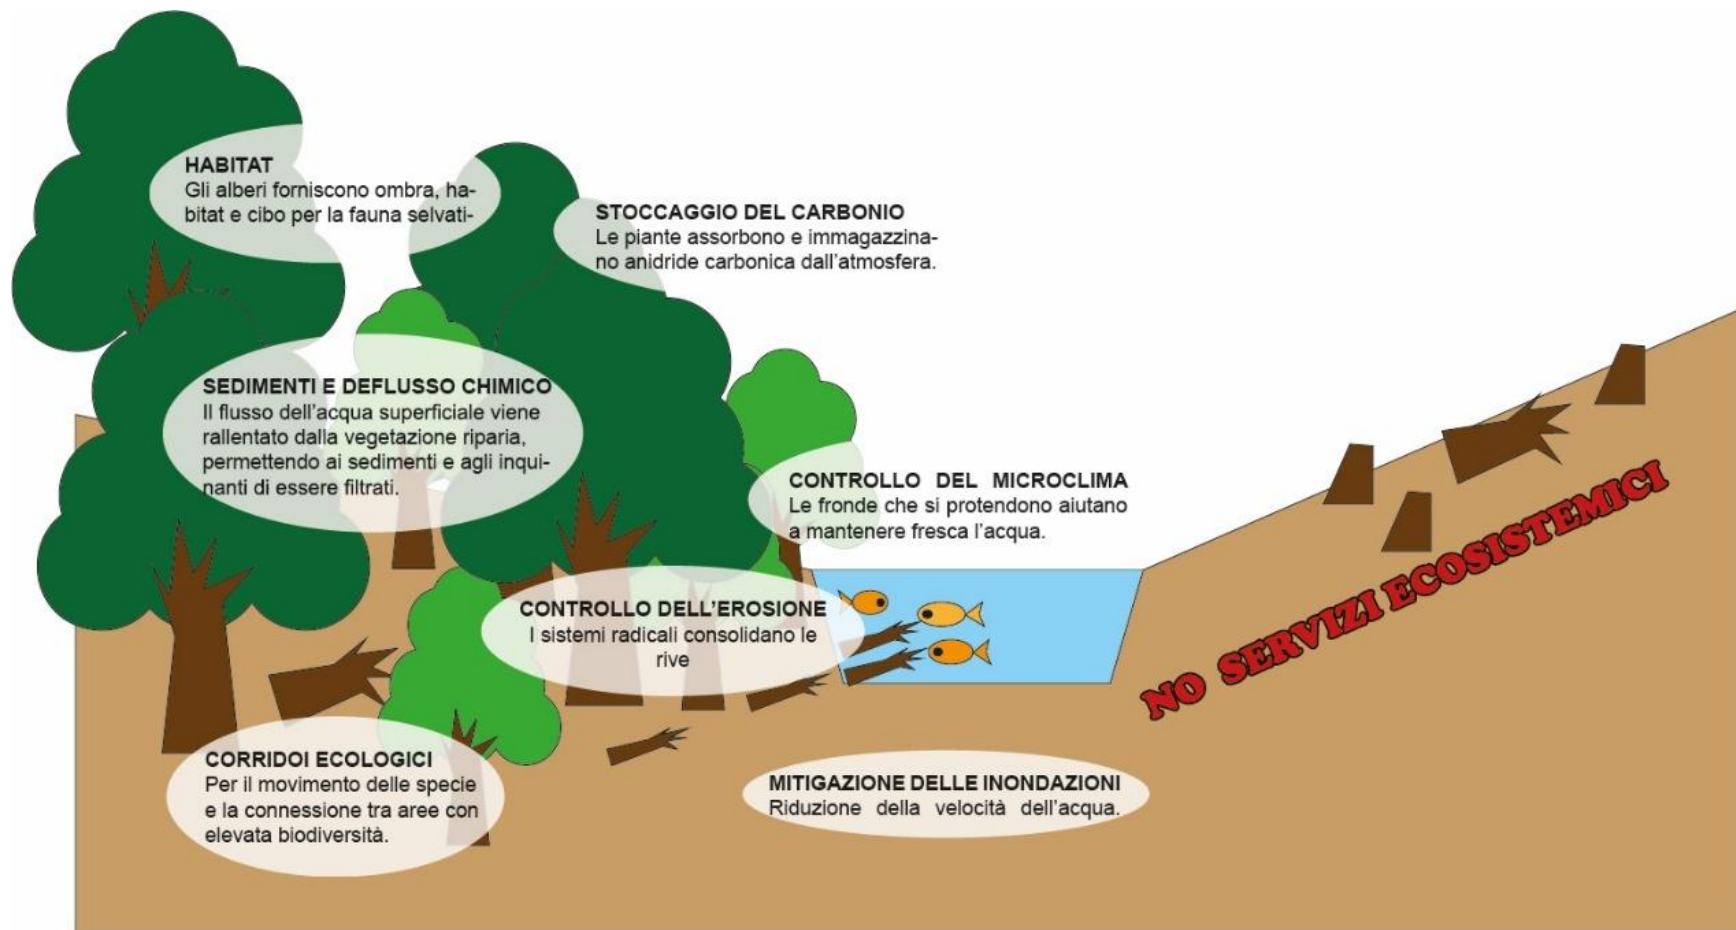 HABITAT
Gli alberi forniscono ombra, ha-
bitat e cibo per la fauna selvati-
STOCCAGGIO DEL CARBONIO
Le piante assorbono e immagazzina-
no anidride carbonica dall'atmosfera.
SEDIMENTI E DEFLUSSO CHIMICO
Il flusso dell'acqua superficiale viene
rallentato dalla vegetazione riparia,
permettendo ai sedimenti e agli inqui-
nanti di essere filtrati.
CONTROLLO DEL MICROCLIMA
Le fronde che si protendono aiutano
a mantenere fresca l'acqua.
CONTROLLO DELL'EROSIONE
I sistemi radicali consolidano le
rive
NO SERVIZI ECOSISTEMICI
CORRIDOI ECOLOGICI
Per il movimento delle specie
e la connessione tra aree con
elevata biodiversità.
MITIGAZIONE DELLE INONDAZIONI
Riduzione della velocità dell'acqua.